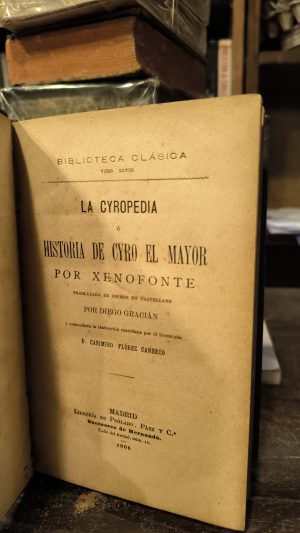 BIBLIOTECA CLÁSICA
TOMO XLVIII
LA CYROPEDIA
Ó
HISTORIA DE CYRO EL MAYOR
POR XENOFONTE
TRASLADADA DE GRIEGO EN CASTELLANO
POR DIEGO GRACIÁN
y enmendada la traducción castellana por el licenciado
D. CASIMIRO FLÓREZ CANSECO
MADRID
LIBRERÍA DE PERLADO, PÁEZ Y C.ª
Sucesores de Hernando.
Calle del Arenal, núm. 11.
1906